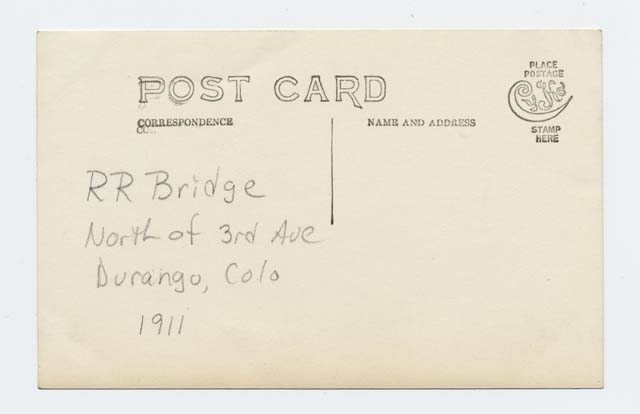 PLACE
POSTAGE
POST CARD
STAMP
HERE
CORRESPONDENCE
NAME AND ADDRESS
RR Bridge
North of 3rd Ave
Durango, Colo
1911